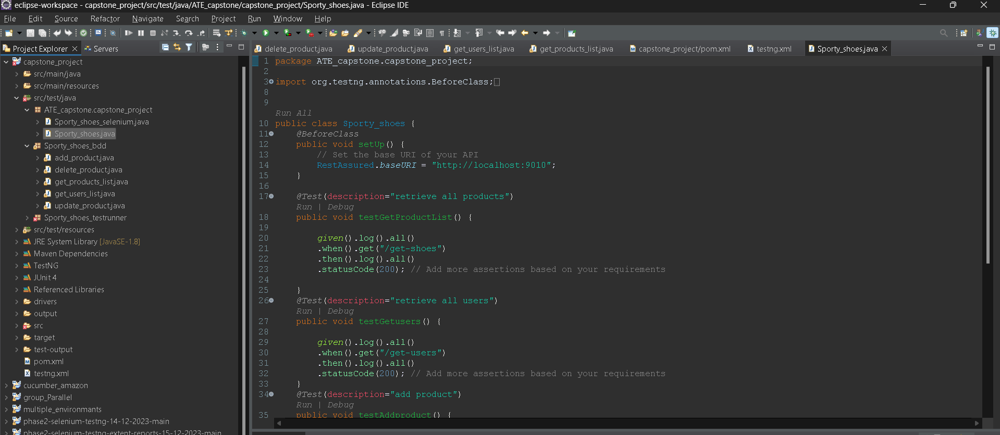 eclipse-workspace - capstone_project/src/test/java/ATE_capstone/capstone_project/Sporty_shoes.java - Eclipse IDE
File Edit Source Refactor Navigate Search Project Run Window Help
Project Explorer Servers
delete_product.java update_product.java get_users_list.java get_products_list.java capstone_project/pom.xml testng.xml Sporty_shoes.java
capstone_project
src/main/java
src/main/resources
src/test/java
ATE_capstone.capstone_project
Sporty_shoes_selenium.java
Sporty_shoes.java
Sporty_shoes_bdd
add_product.java
delete_product.java
get_products_list.java
get_users_list.java
update_product.java
Sporty_shoes_testrunner
src/test/resources
JRE System Library [JavaSE-1.8]
Maven Dependencies
TestNG
JUnit 4
Referenced Libraries
drivers
output
src
target
test-output
pom.xml
testng.xml
cucumber_amazon
group_Parallel
multiple_environmants
phase2-selenium-testng-14-12-2023-main
phase2-selenium-testng-extent-reports-15-12-2023-main
1 package ATE_capstone.capstone_project;
2
3 import org.testng.annotations.BeforeClass;
8
9
Run All
10 public class Sporty_shoes {
11 @BeforeClass
12 public void setUp() {
13 // Set the base URI of your API
14 RestAssured.baseURI = "http://localhost:9010";
15 }
16
17 @Test(description="retrieve all products")
Run | Debug
18 public void testGetProductList() {
19
20 given().log().all()
21 .when().get("/get-shoes")
22 .then().log().all()
23 .statusCode(200); // Add more assertions based on your requirements
24
25 }
26 @Test(description="retrieve all users")
Run | Debug
27 public void testGetusers() {
28
29 given().log().all()
30 .when().get("/get-users")
31 .then().log().all()
32 .statusCode(200); // Add more assertions based on your requirements
33 }
34 @Test(description="add product")
Run | Debug
35 public void testAddproduct() {